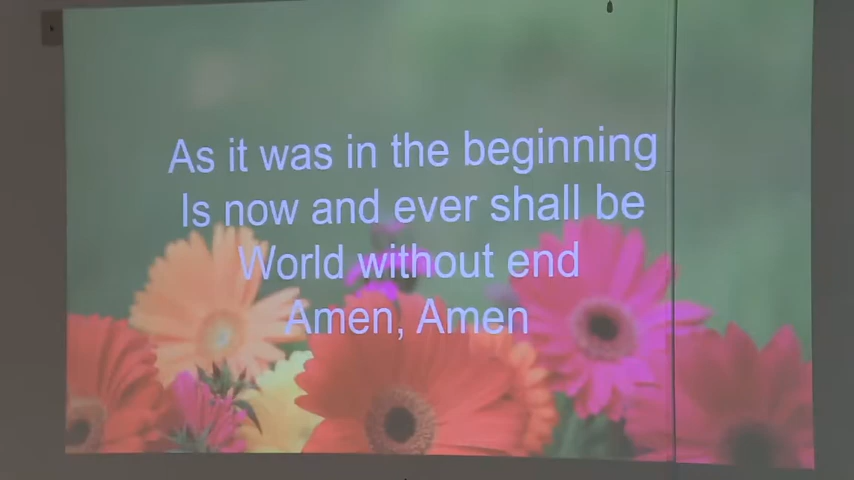 As it was in the beginning
Is now and ever shall be
World without end
Amen, Amen